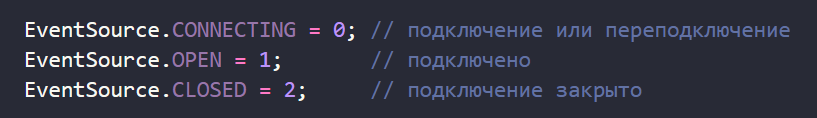 EventSource.CONNECTING = 0; // подключение или переподключение
EventSource.OPEN = 1;       // подключено
EventSource.CLOSED = 2;     // подключение закрыто